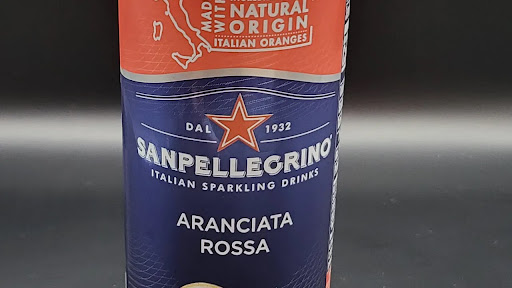 MADE
WITH
NATURAL
ORIGIN
ITALIAN ORANGES
DAL 1932
SANPELLEGRINO
ITALIAN SPARKLING DRINKS
ARANCIATA
ROSSA